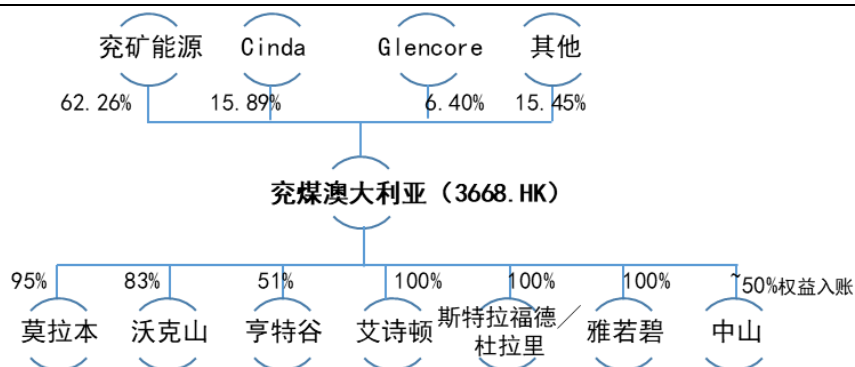 兖矿能源 Cinda Glencore 其他
62.26% 15.89% 6.40% 15.45%
兖煤澳大利亚（3668.HK）
95% 83% 51% 100% 100% 100% ~50%权益入账
莫拉本 沃克山 亨特谷 艾诗顿 斯特拉福德／ 雅若碧 中山
杜拉里